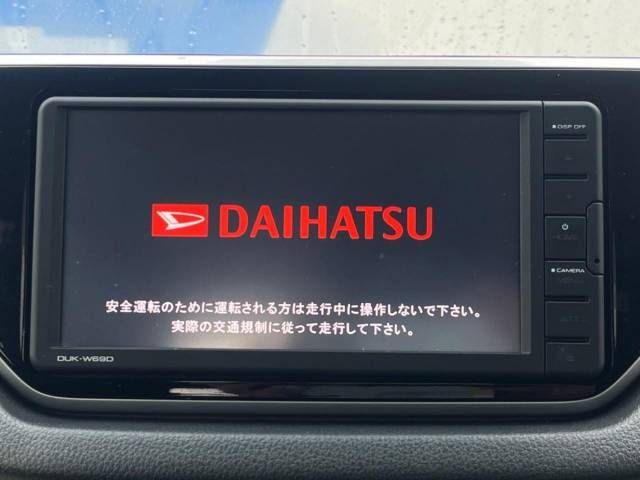 DISP OFF
DAIHATSU
CAMERA
安全運転のために運転される方は走行中に操作しないで下さい。
実際の交通規制に従って走行して下さい。
DUK-W69D